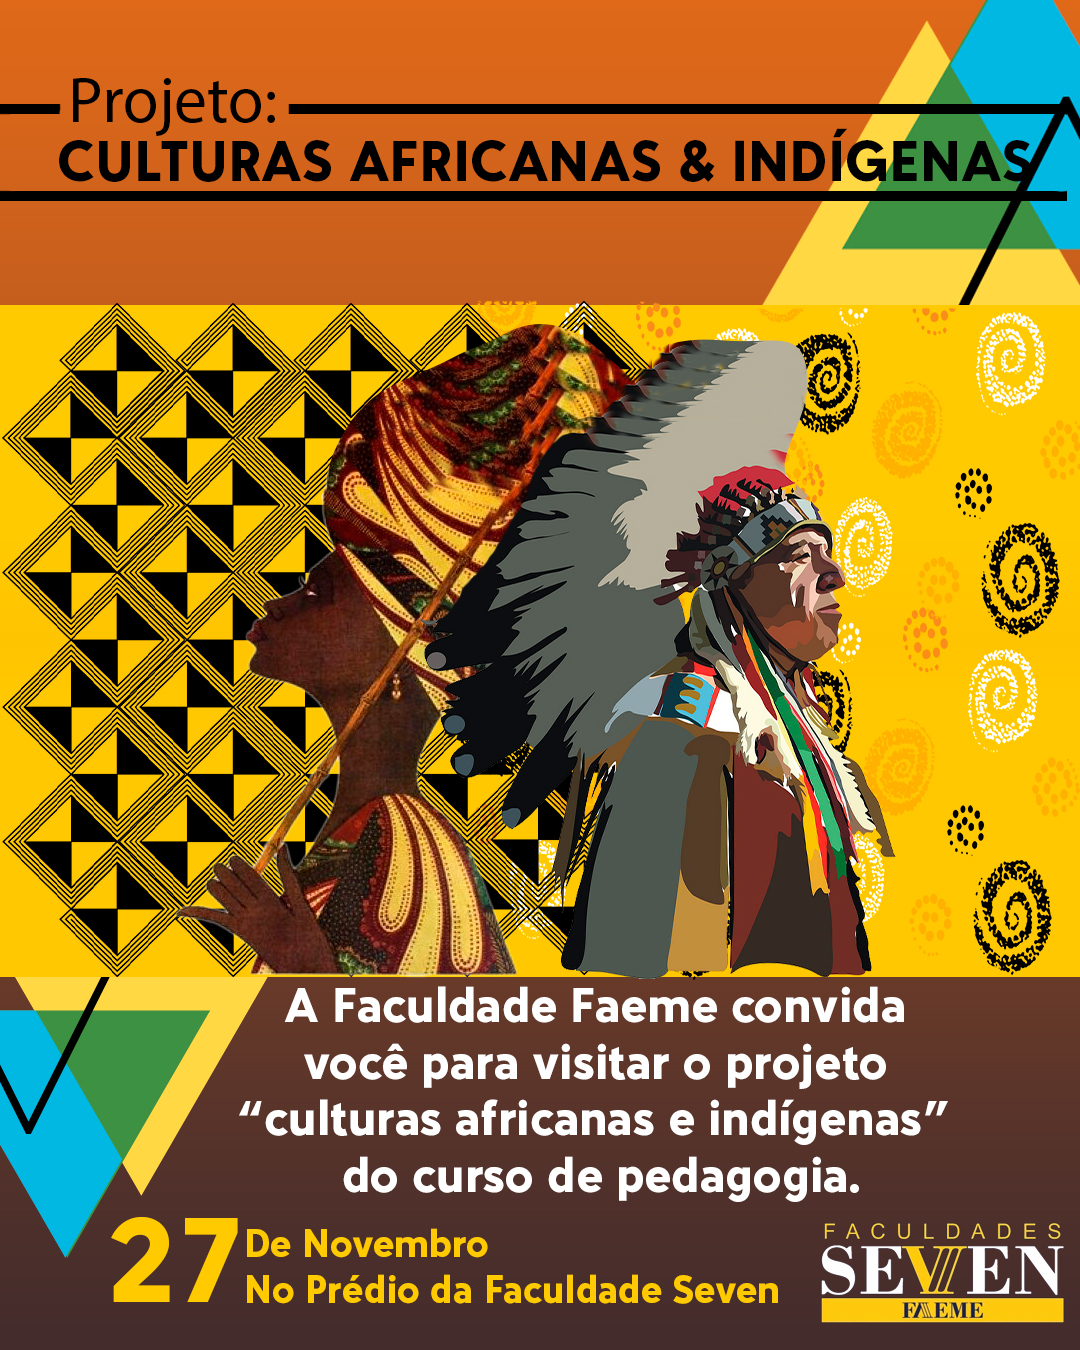 Projeto:
CULTURAS AFRICANAS & INDÍGENAS
A Faculdade Faeme convida
você para visitar o projeto
“culturas africanas e indígenas”
do curso de pedagogia.
27
De Novembro
No Prédio da Faculdade Seven
FACULDADES
SEVEN
FAEME